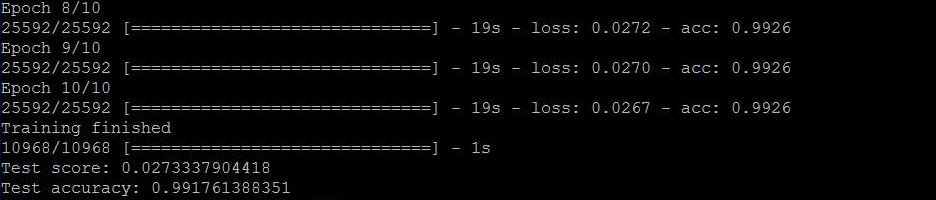 Epoch 8/10
25592/25592 [==============================] - 19s - loss: 0.0272 - acc: 0.9926
Epoch 9/10
25592/25592 [==============================] - 19s - loss: 0.0270 - acc: 0.9926
Epoch 10/10
25592/25592 [==============================] - 19s - loss: 0.0267 - acc: 0.9926
Training finished
10968/10968 [==============================] - 1s
Test score: 0.0273337904418
Test accuracy: 0.991761388351